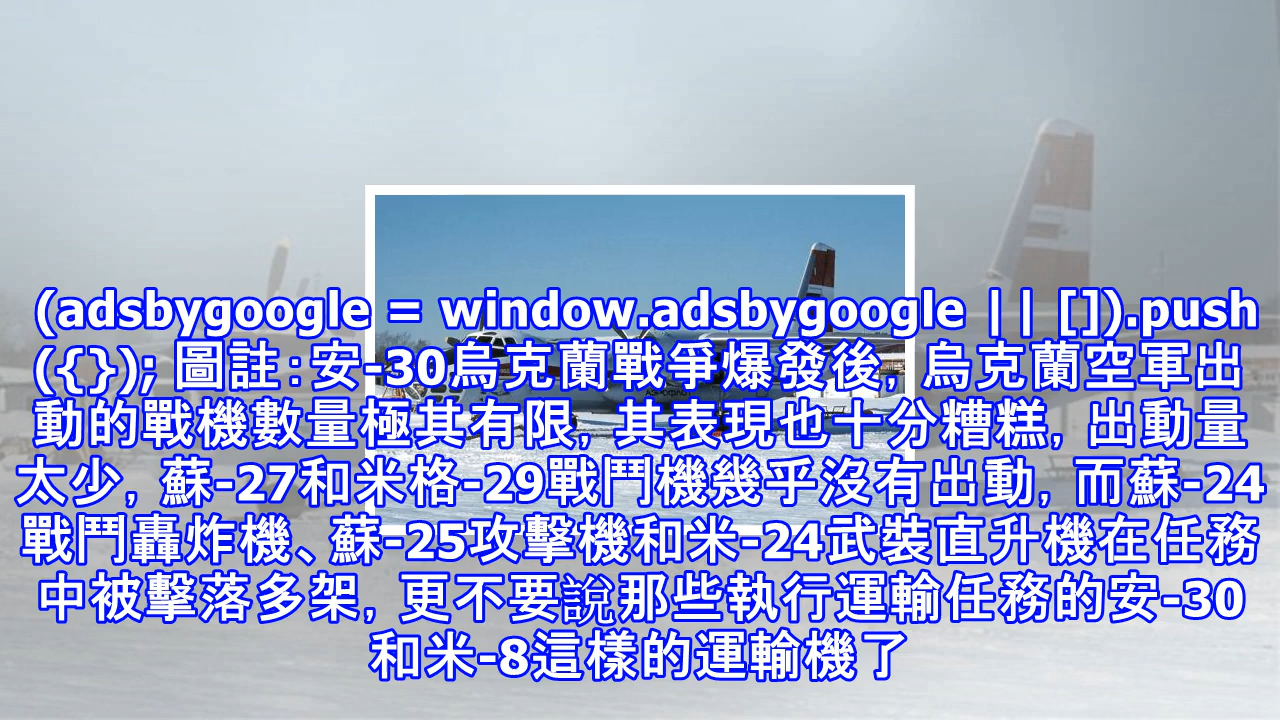 (adsbygoogle = window.adsbygoogle || []).push
({}); 圖註:安-30烏克蘭戰爭爆發後, 烏克蘭空軍出
動的戰機數量極其有限, 其表現也十分糟糕, 出動量
太少, 蘇-27和米格-29戰鬥機幾乎沒有出動, 而蘇-24
戰鬥轟炸機、蘇-25攻擊機和米-24武裝直升機在任務
中被擊落多架, 更不要說那些執行運輸任務的安-30
和米-8這樣的運輸機了